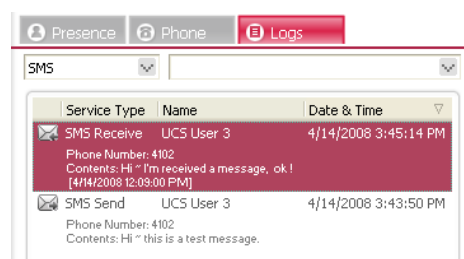 Presence Phone Logs
SMS
Service Type Name Date & Time
SMS Receive UCS User 3 4/14/2008 3:45:14 PM
Phone Number: 4102
Contents: Hi ~ I'm received a message, ok !
[4/14/2008 12:09:00 PM]
SMS Send UCS User 3 4/14/2008 3:43:50 PM
Phone Number: 4102
Contents: Hi ~ this is a test message.